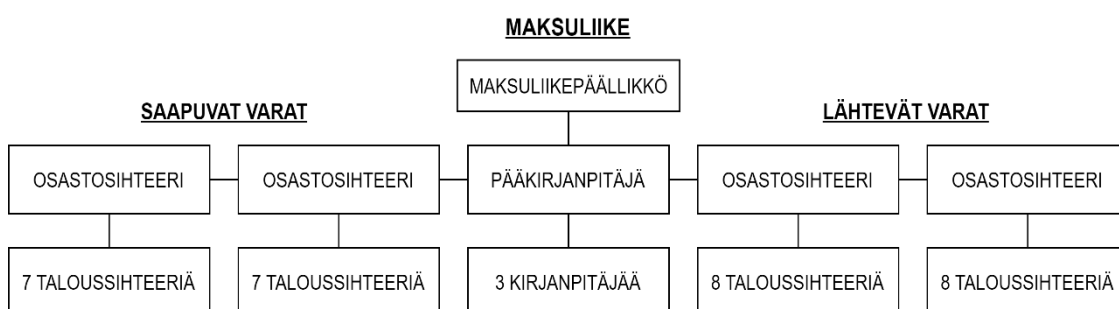 MAKSULIIKE
MAKSULIIKEPÄÄLLIKKÖ
SAAPUVAT VARAT
LÄHTEVÄT VARAT
OSASTOSIHTEERI
OSASTOSIHTEERI
PÄÄKIRJANPITÄJÄ
OSASTOSIHTEERI
OSASTOSIHTEERI
7 TALOUSSIHTEERIÄ
7 TALOUSSIHTEERIÄ
3 KIRJANPITÄJÄÄ
8 TALOUSSIHTEERIÄ
8 TALOUSSIHTEERIÄ